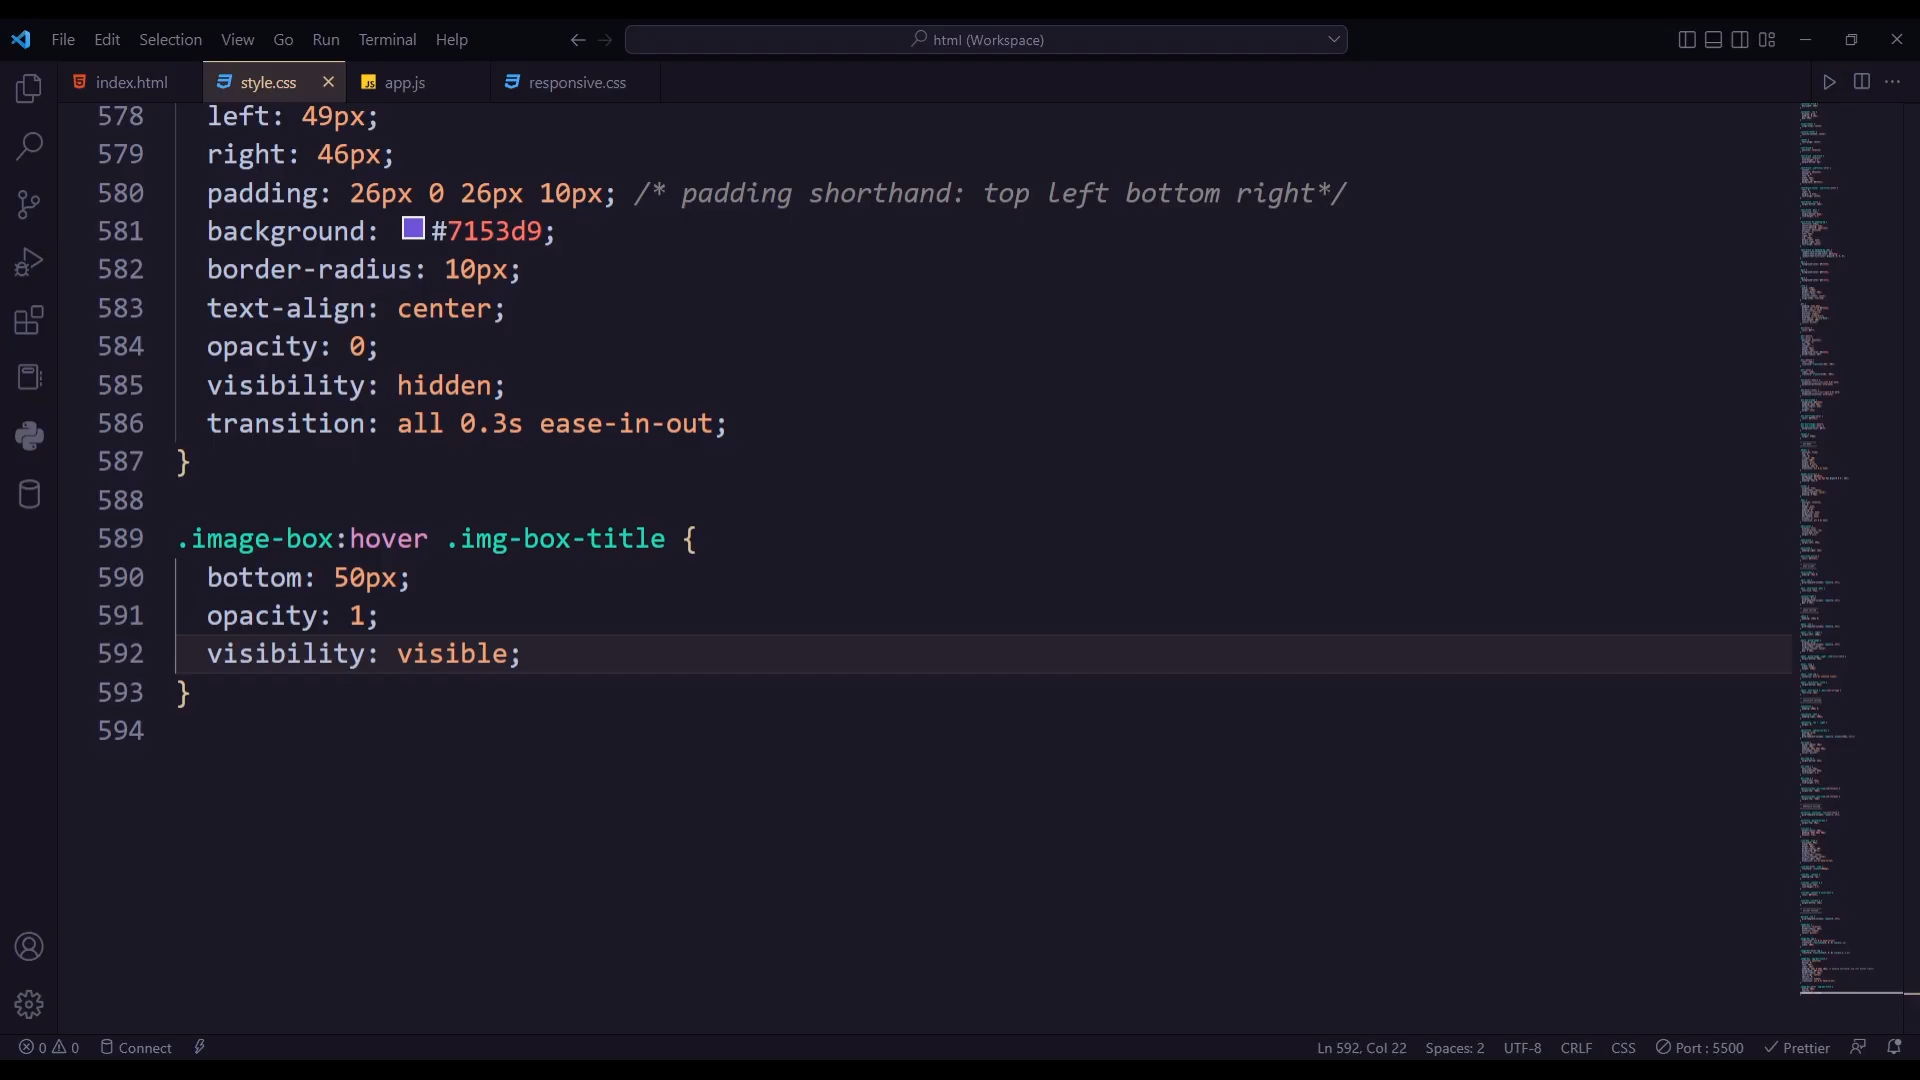 File Edit Selection View Go Run Terminal Help
html (Workspace)
index.html style.css app.js responsive.css
578 left: 49px;
579 right: 46px;
580 padding: 26px 0 26px 10px; /* padding shorthand: top left bottom right*/
581 background: #7153d9;
582 border-radius: 10px;
583 text-align: center;
584 opacity: 0;
585 visibility: hidden;
586 transition: all 0.3s ease-in-out;
587 }
588
589 .image-box:hover .img-box-title {
590 bottom: 50px;
591 opacity: 1;
592 visibility: visible;
593 }
594
0 0 Connect Ln 592, Col 22 Spaces: 2 UTF-8 CRLF CSS Port : 5500 Prettier